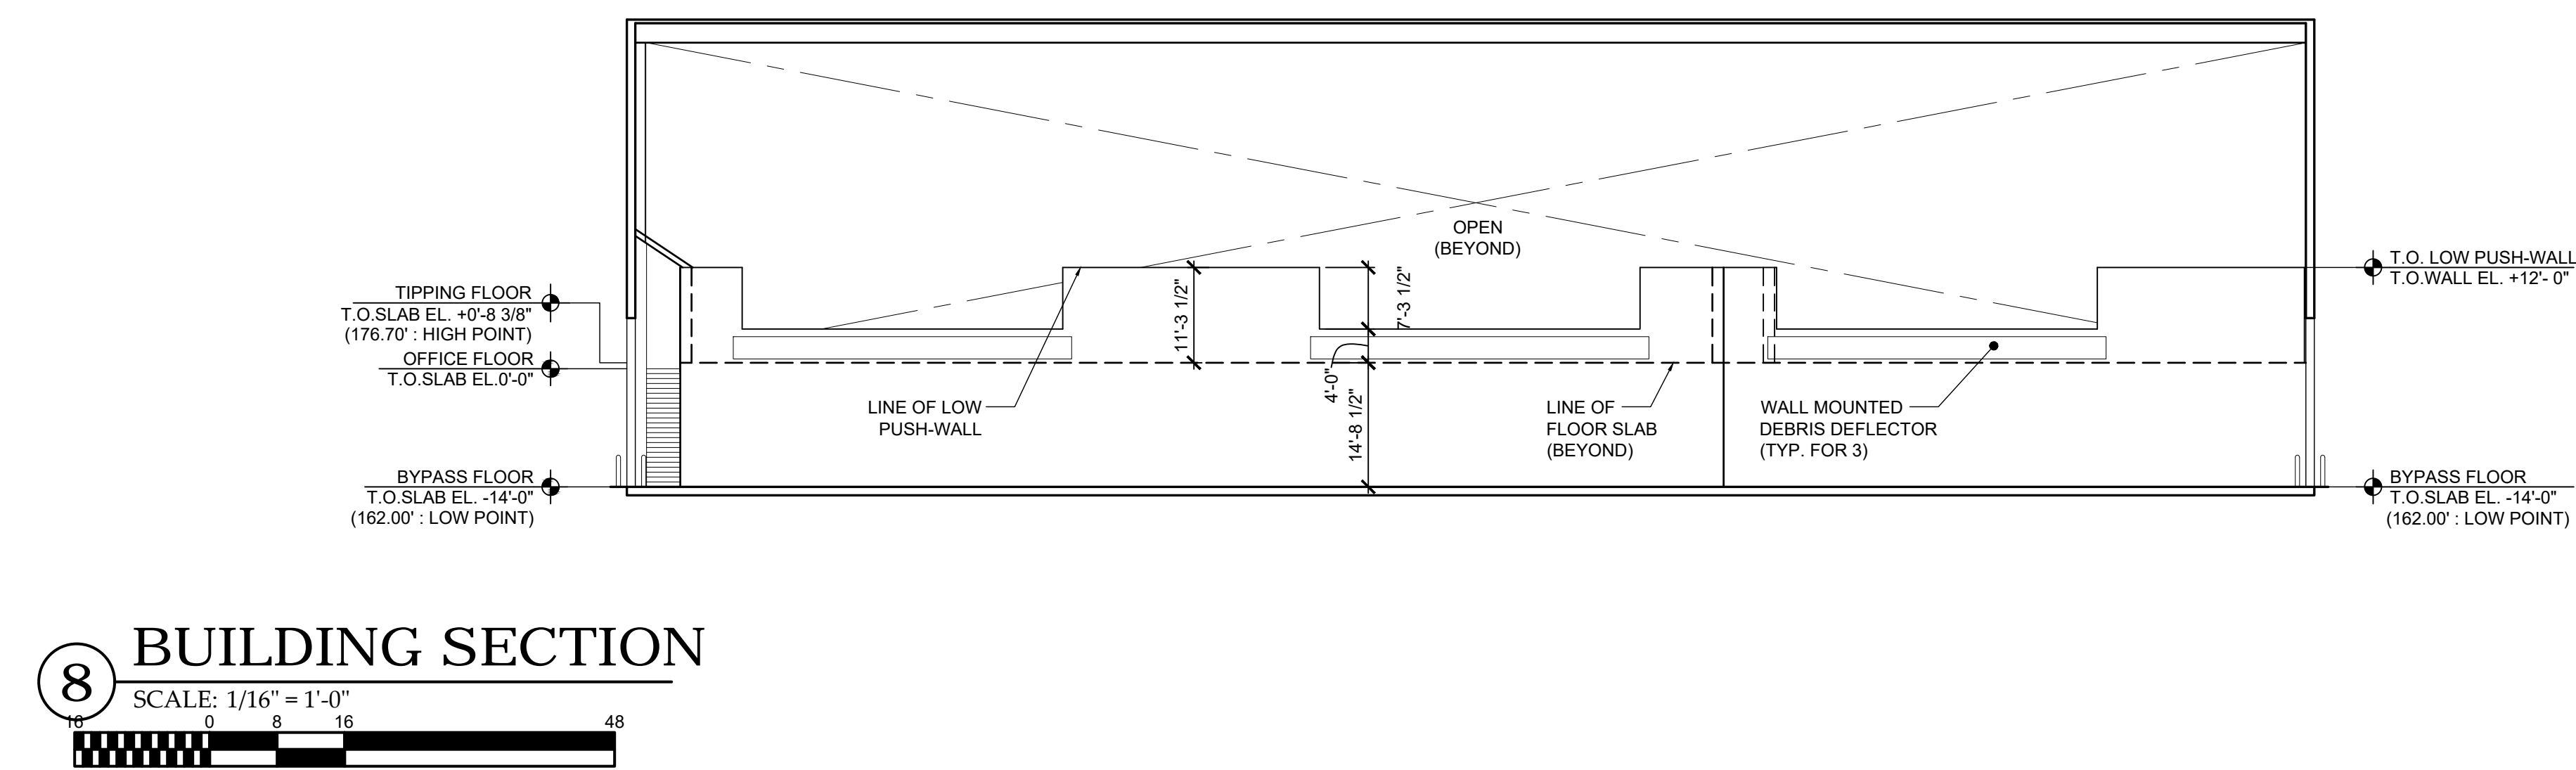 OPEN
(BEYOND)
T.O. LOW PUSH-WALL
T.O.WALL EL. +12'- 0"
TIPPING FLOOR
T.O.SLAB EL. +0'-8 3/8"
(176.70' : HIGH POINT)
OFFICE FLOOR
T.O.SLAB EL.0'-0"
11'-3 1/2"
7'-3 1/2"
4'-0"
14'-8 1/2"
LINE OF LOW
PUSH-WALL
LINE OF
FLOOR SLAB
(BEYOND)
WALL MOUNTED
DEBRIS DEFLECTOR
(TYP. FOR 3)
BYPASS FLOOR
T.O.SLAB EL. -14'-0"
(162.00' : LOW POINT)
BYPASS FLOOR
T.O.SLAB EL. -14'-0"
(162.00' : LOW POINT)
8
BUILDING SECTION
SCALE: 1/16" = 1'-0"
16 0 8 16 48